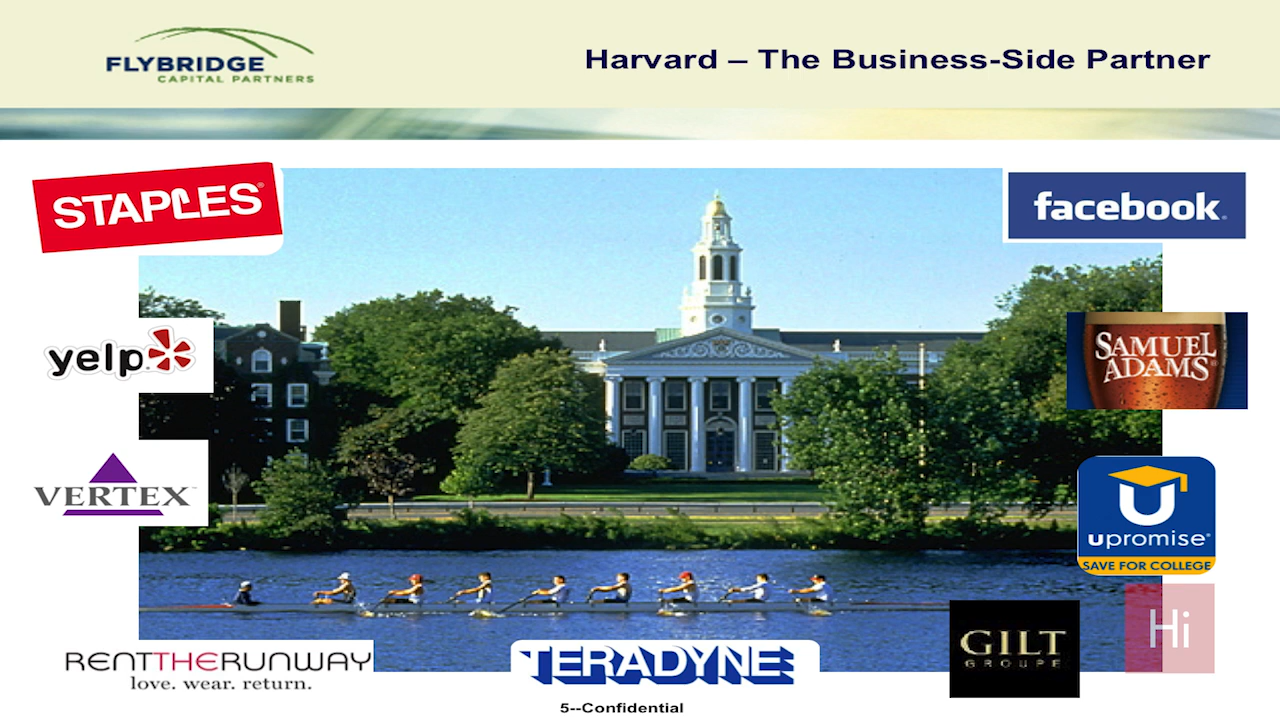 FLYBRIDGE
CAPITAL PARTNERS
Harvard – The Business-Side Partner
STAPLES®
facebook®
yelp
SAMUEL
ADAMS®
VERTEX™
U
upromise®
SAVE FOR COLLEGE
Hi
GILT
GROUPE
RENTTHERUNWAY
love. wear. return.
TERADYNE
5--Confidential